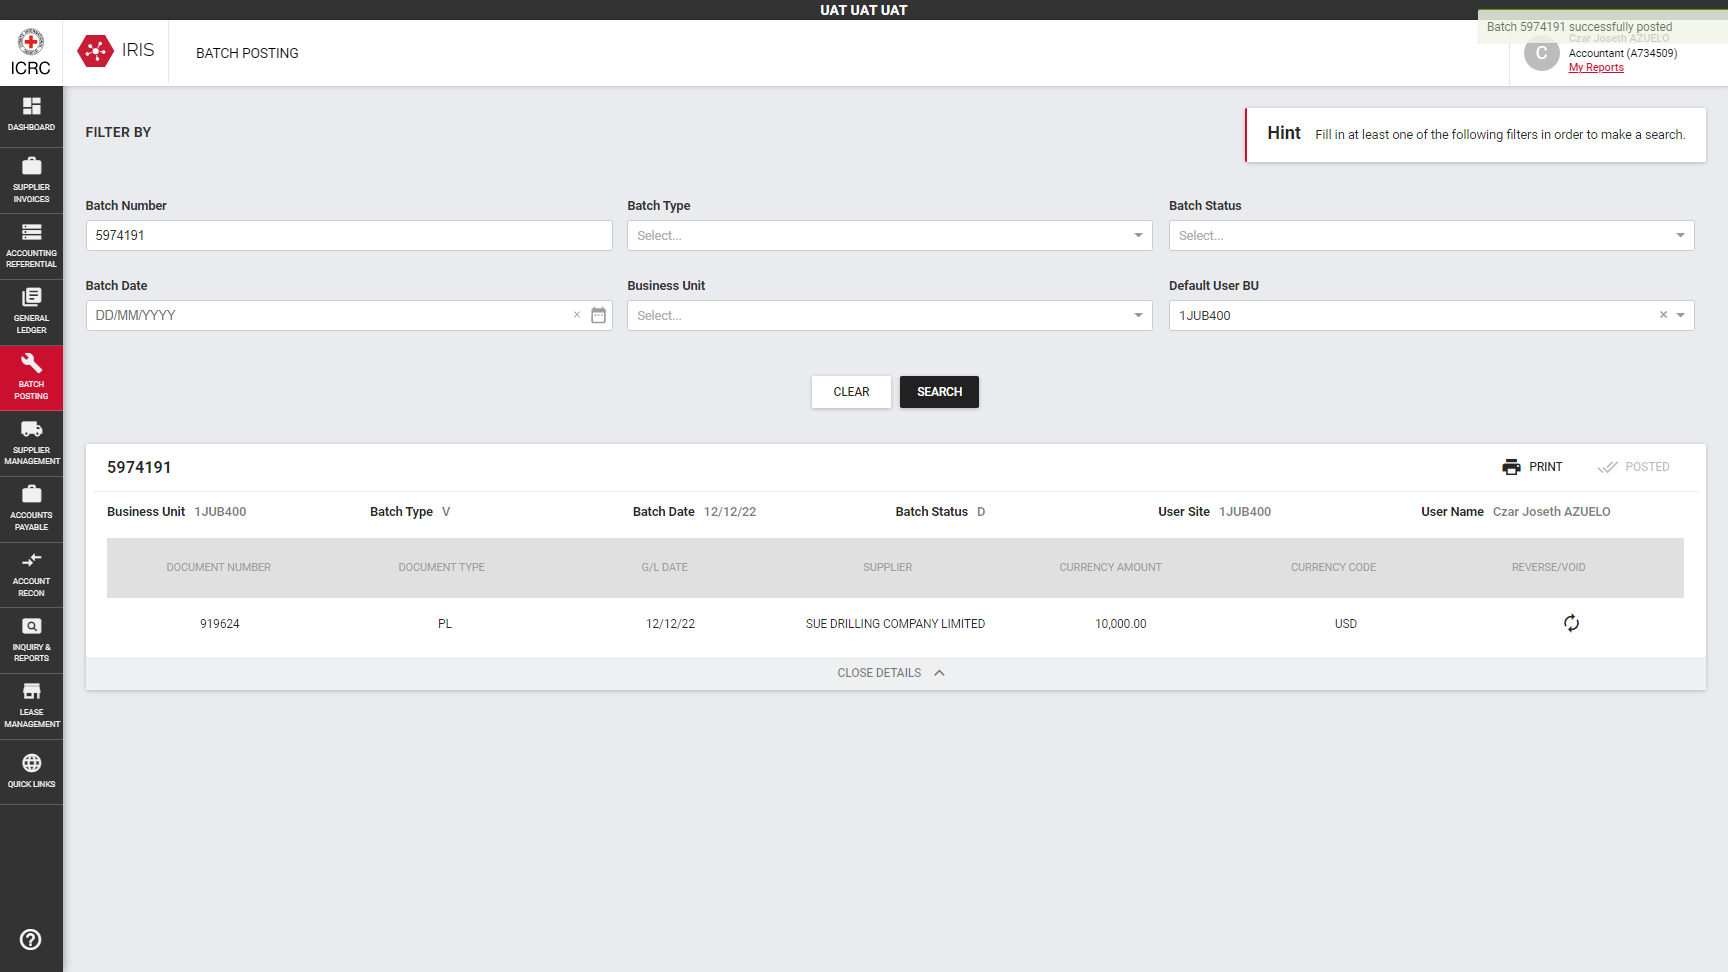 UAT UAT UAT
Batch 5974191 successfully posted
ICRC
IRIS
BATCH POSTING
C
Czar Joseth AZUELO
Accountant (A734509)
My Reports
DASHBOARD
SUPPLIER
INVOICES
ACCOUNTING
REFERENTIAL
GENERAL
LEDGER
BATCH
POSTING
SUPPLIER
MANAGEMENT
ACCOUNTS
PAYABLE
ACCOUNT
RECON
INQUIRY &
REPORTS
LEASE
MANAGEMENT
QUICK LINKS
FILTER BY
Hint Fill in at least one of the following filters in order to make a search.
Batch Number Batch Type Batch Status
5974191 Select... Select...
Batch Date Business Unit Default User BU
DD/MM/YYYY × Select... 1JUB400 ×
CLEAR SEARCH
5974191 PRINT POSTED
Business Unit 1JUB400 Batch Type V Batch Date 12/12/22 Batch Status D User Site 1JUB400 User Name Czar Joseth AZUELO
DOCUMENT NUMBER DOCUMENT TYPE G/L DATE SUPPLIER CURRENCY AMOUNT CURRENCY CODE REVERSE/VOID
919624 PL 12/12/22 SUE DRILLING COMPANY LIMITED 10,000.00 USD
CLOSE DETAILS